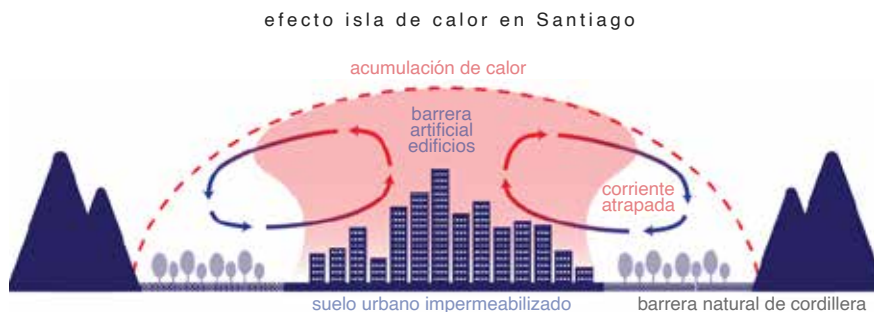 efecto isla de calor en Santiago
acumulación de calor
barrera
artificial
edificios
corriente
atrapada
suelo urbano impermeabilizado
barrera natural de cordillera